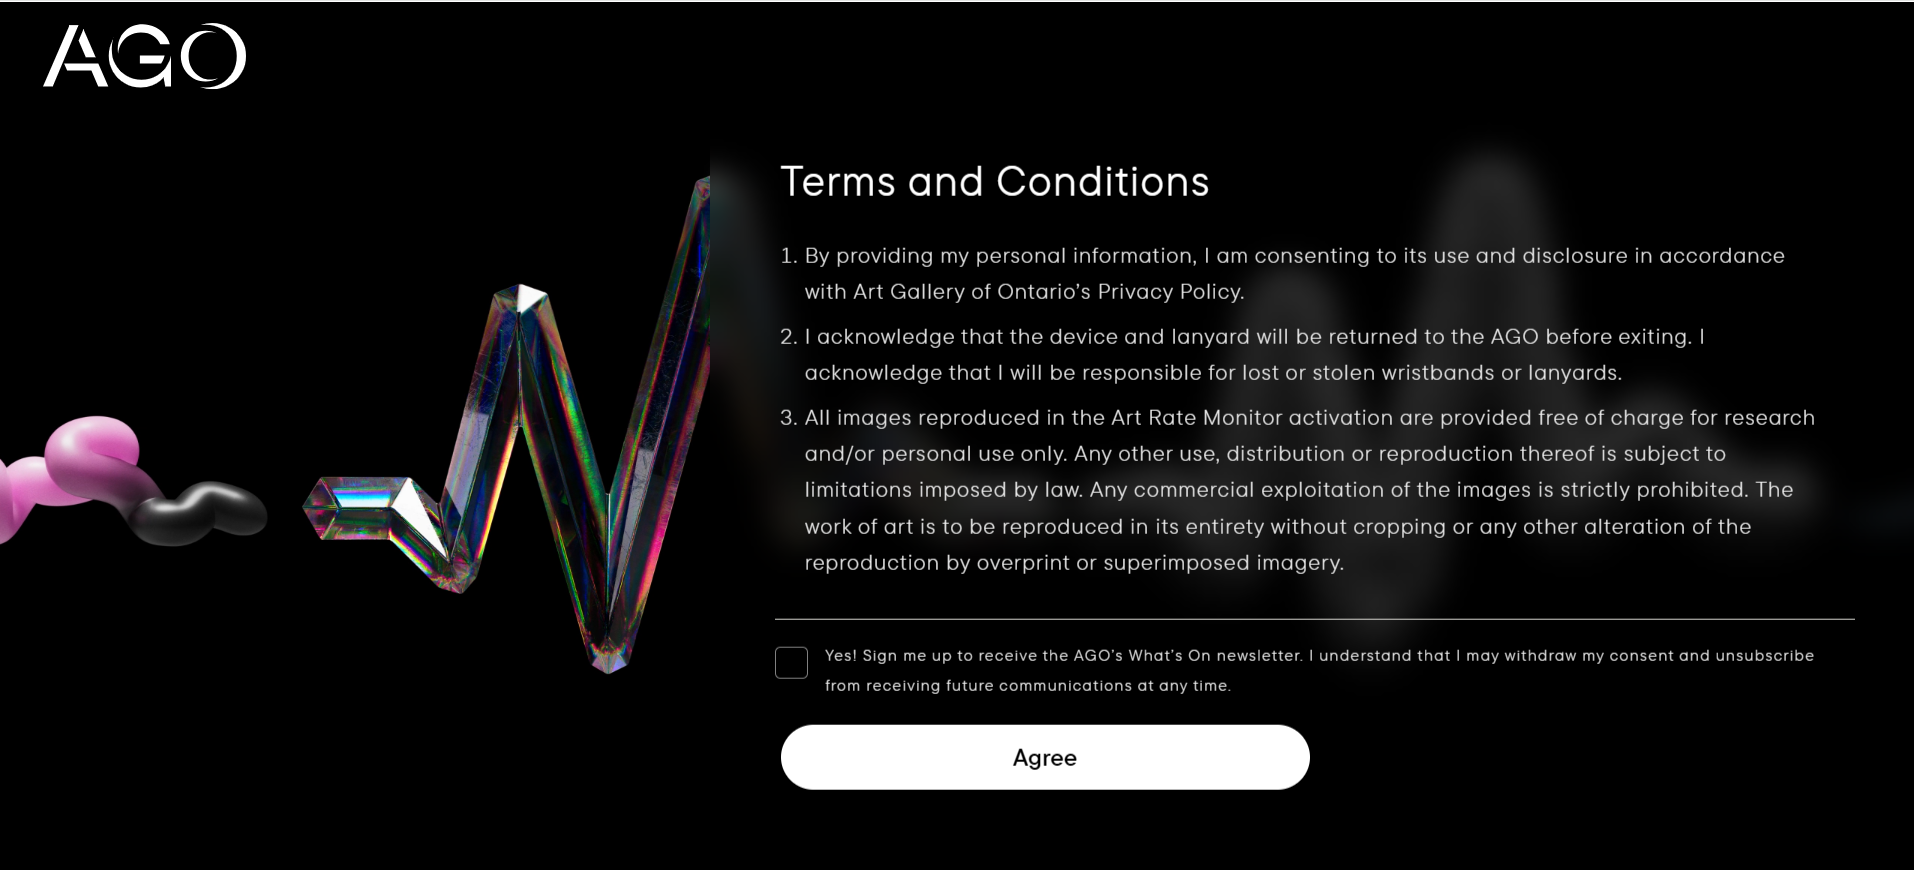 AGO
Terms and Conditions
1. By providing my personal information, I am consenting to its use and disclosure in accordance
with Art Gallery of Ontario’s Privacy Policy.
2. I acknowledge that the device and lanyard will be returned to the AGO before exiting. I
acknowledge that I will be responsible for lost or stolen wristbands or lanyards.
3. All images reproduced in the Art Rate Monitor activation are provided free of charge for research
and/or personal use only. Any other use, distribution or reproduction thereof is subject to
limitations imposed by law. Any commercial exploitation of the images is strictly prohibited. The
work of art is to be reproduced in its entirety without cropping or any other alteration of the
reproduction by overprint or superimposed imagery.
Yes! Sign me up to receive the AGO’s What’s On newsletter. I understand that I may withdraw my consent and unsubscribe
from receiving future communications at any time.
Agree